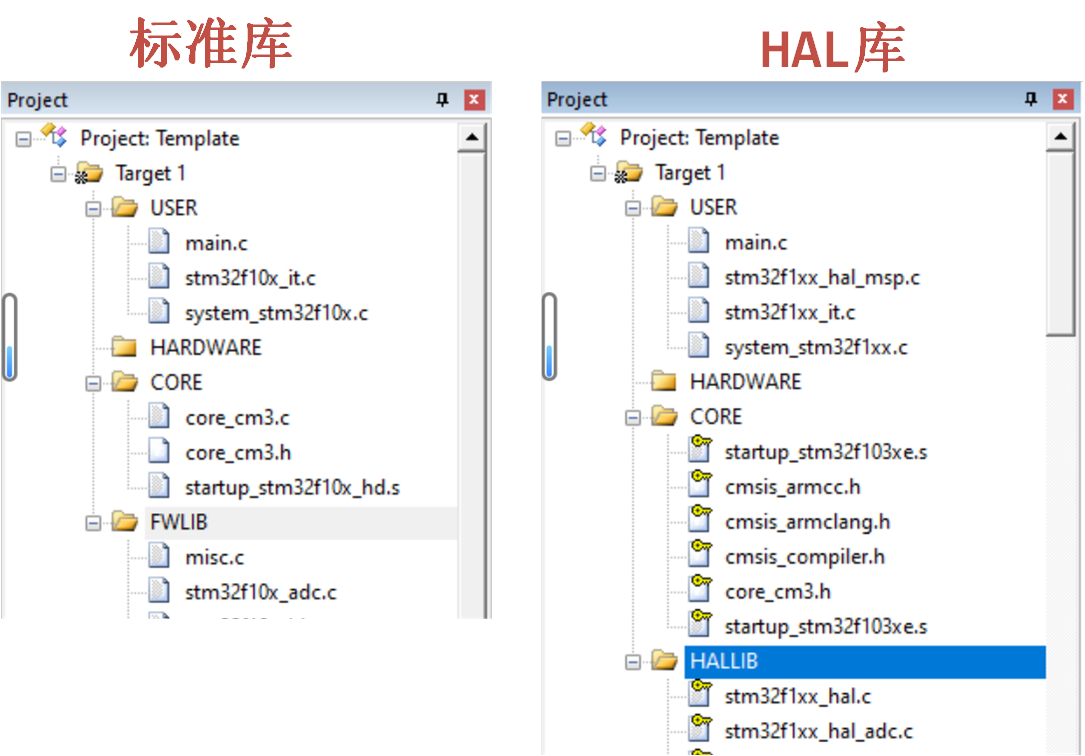 标准库
Project
Project: Template
Target 1
USER
main.c
stm32f10x_it.c
system_stm32f10x.c
HARDWARE
CORE
core_cm3.c
core_cm3.h
startup_stm32f10x_hd.s
FWLIB
misc.c
stm32f10x_adc.c
HAL库
Project
Project: Template
Target 1
USER
main.c
stm32f1xx_hal_msp.c
stm32f1xx_it.c
system_stm32f1xx.c
HARDWARE
CORE
startup_stm32f103xe.s
cmsis_armcc.h
cmsis_armclang.h
cmsis_compiler.h
core_cm3.h
startup_stm32f103xe.s
HALLIB
stm32f1xx_hal.c
stm32f1xx_hal_adc.c